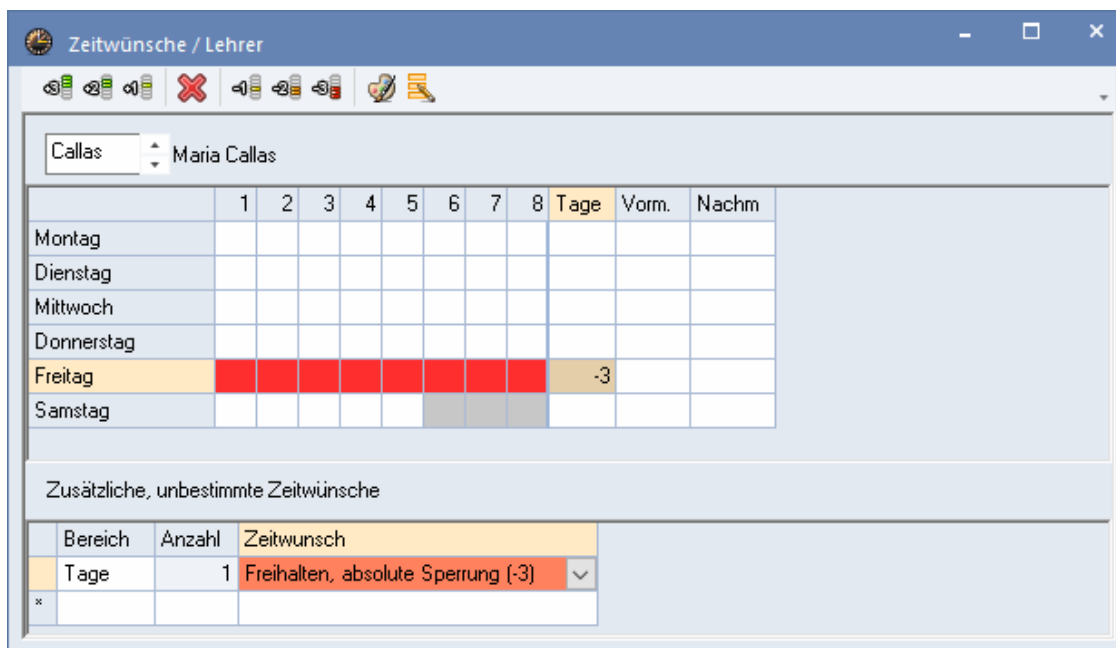 Zeitwünsche / Lehrer
Callas Maria Callas
1 2 3 4 5 6 7 8 Tage Vorm. Nachm
Montag
Dienstag
Mittwoch
Donnerstag
Freitag -3
Samstag
Zusätzliche, unbestimmte Zeitwünsche
Bereich Anzahl Zeitwunsch
Tage 1 Freihalten, absolute Sperrung (-3)
*